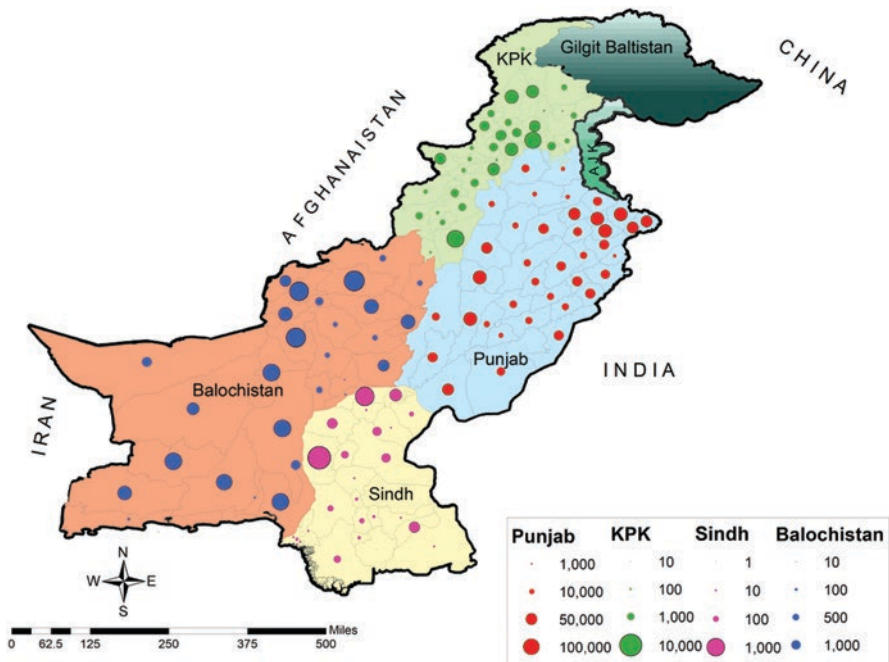 CHINA
Gilgit Baltistan
KPK
AFGHANAISTAN
AJK
Punjab
INDIA
Balochistan
IRAN
Sindh
N
W E
S
Miles
0 62.5 125 250 375 500
Punjab KPK Sindh Balochistan
1,000 10 1 10
10,000 100 10 100
50,000 1,000 100 500
100,000 10,000 1,000 1,000